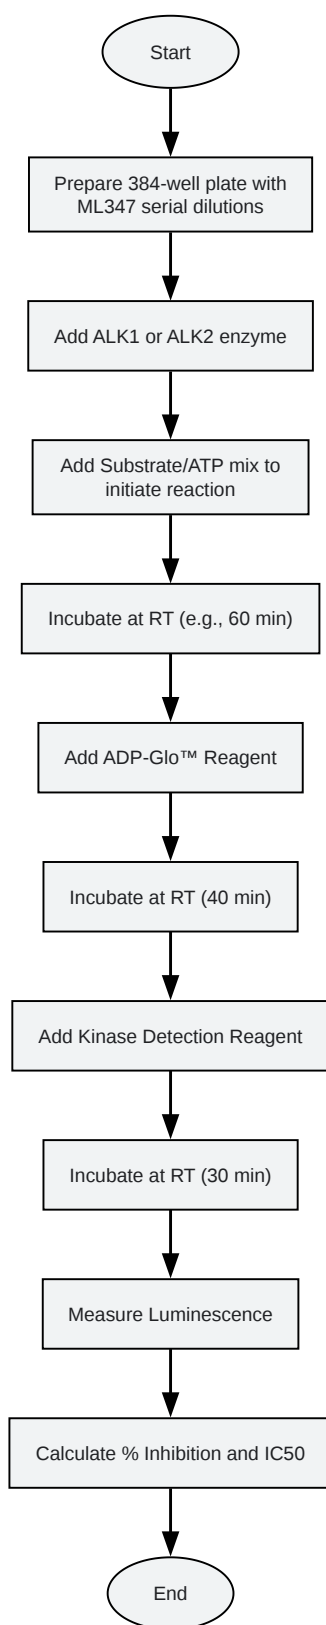 Start
Prepare 384-well plate with
ML347 serial dilutions
Add ALK1 or ALK2 enzyme
Add Substrate/ATP mix to
initiate reaction
Incubate at RT (e.g., 60 min)
Add ADP-Glo™ Reagent
Incubate at RT (40 min)
Add Kinase Detection Reagent
Incubate at RT (30 min)
Measure Luminescence
Calculate % Inhibition and IC50
End